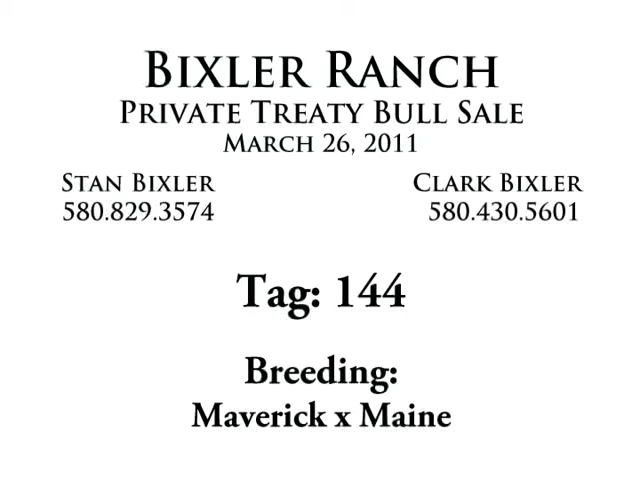 Bixler Ranch
Private Treaty Bull Sale
March 26, 2011
Stan Bixler
580.829.3574
Clark Bixler
580.430.5601
Tag: 144
Breeding:
Maverick x Maine